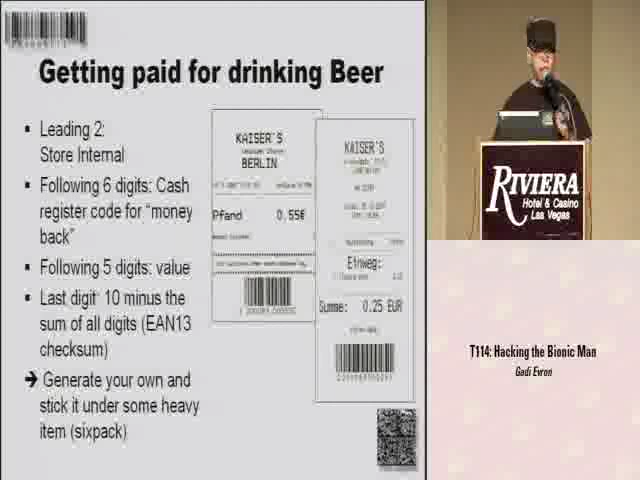 Getting paid for drinking Beer
▪ Leading 2:
Store Internal
▪ Following 6 digits: Cash
register code for "money
back"
▪ Following 5 digits: value
▪ Last digit: 10 minus the
sum of all digits (EAN13
checksum)
➔ Generate your own and
stick it under some heavy
item (sixpack)
KAISER'S
BERLIN
Pfand 0.55€
KAISER'S
Einweg:
Summe: 0.25 EUR
RIVIERA
Hotel & Casino
Las Vegas
T114: Hacking the Bionic Man
Gadi Evron